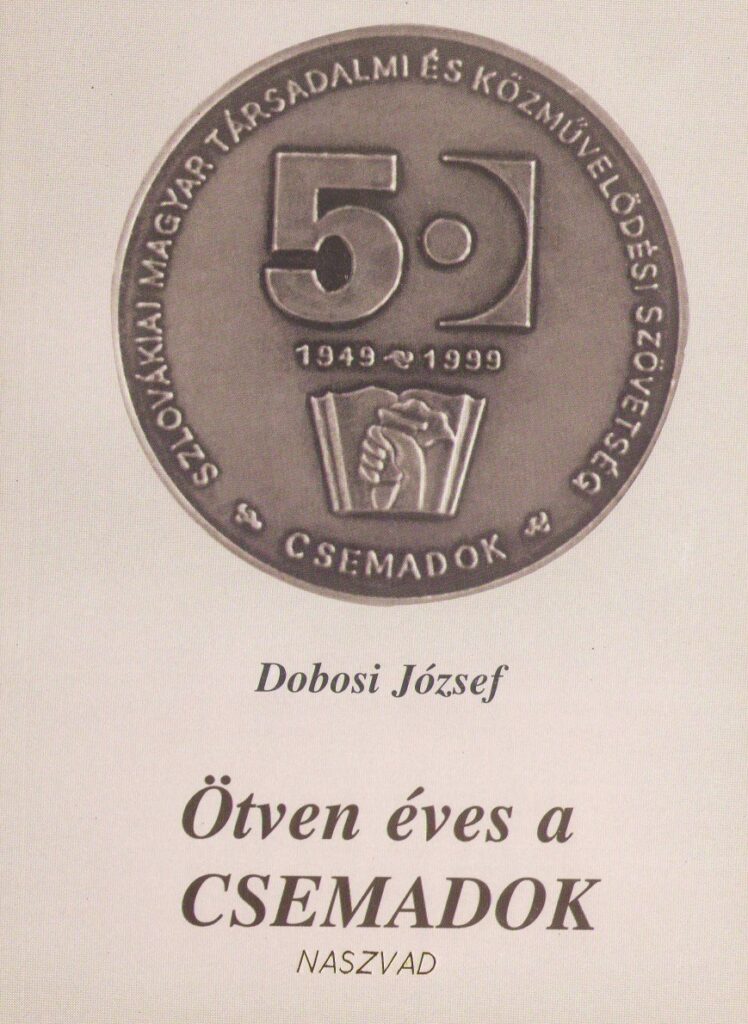 SZLOVÁKIAI MAGYAR TÁRSADALMI ÉS KÖZMŰVELŐDÉSI SZÖVETSÉG
50
1949 1999
CSEMADOK
Dobosi József
Ötven éves a
CSEMADOK
NASZVAD